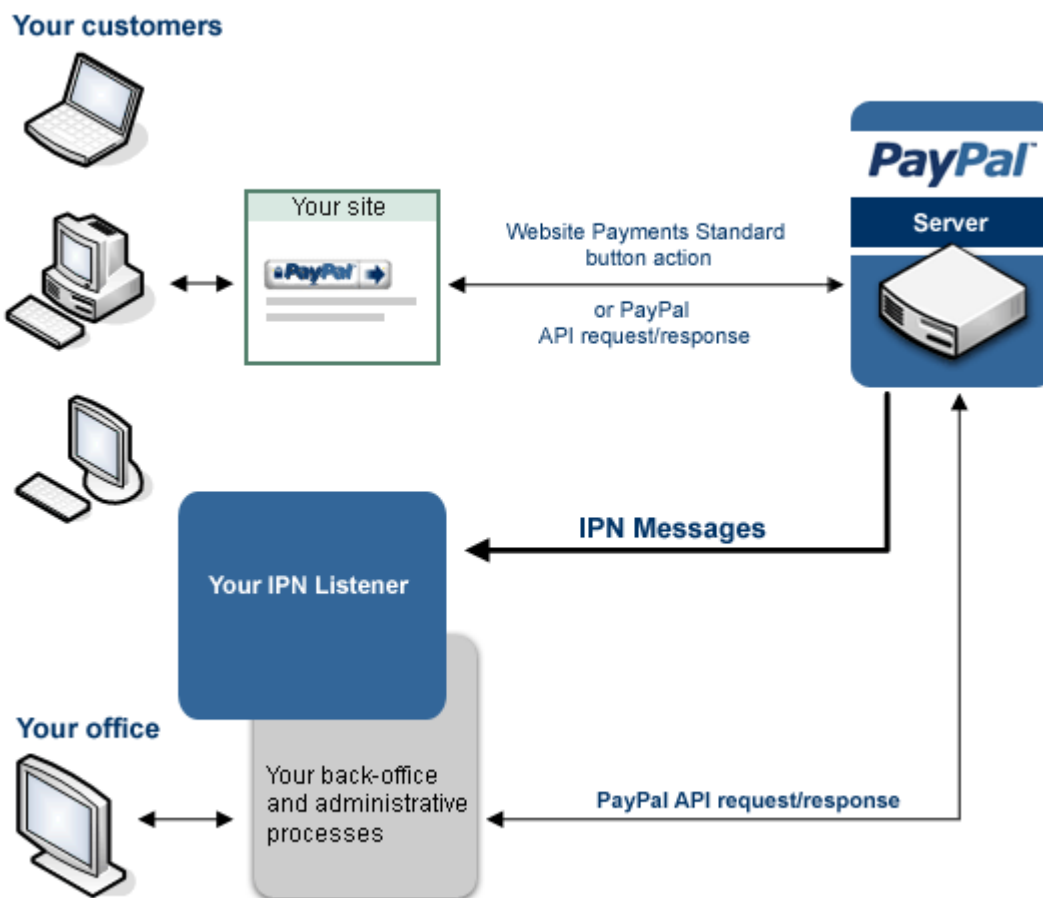 Your customers
PayPal™
Server
Your site
PayPal
Website Payments Standard
button action
or PayPal
API request/response
IPN Messages
Your IPN Listener
Your office
Your back-office
and administrative
processes
PayPal API request/response